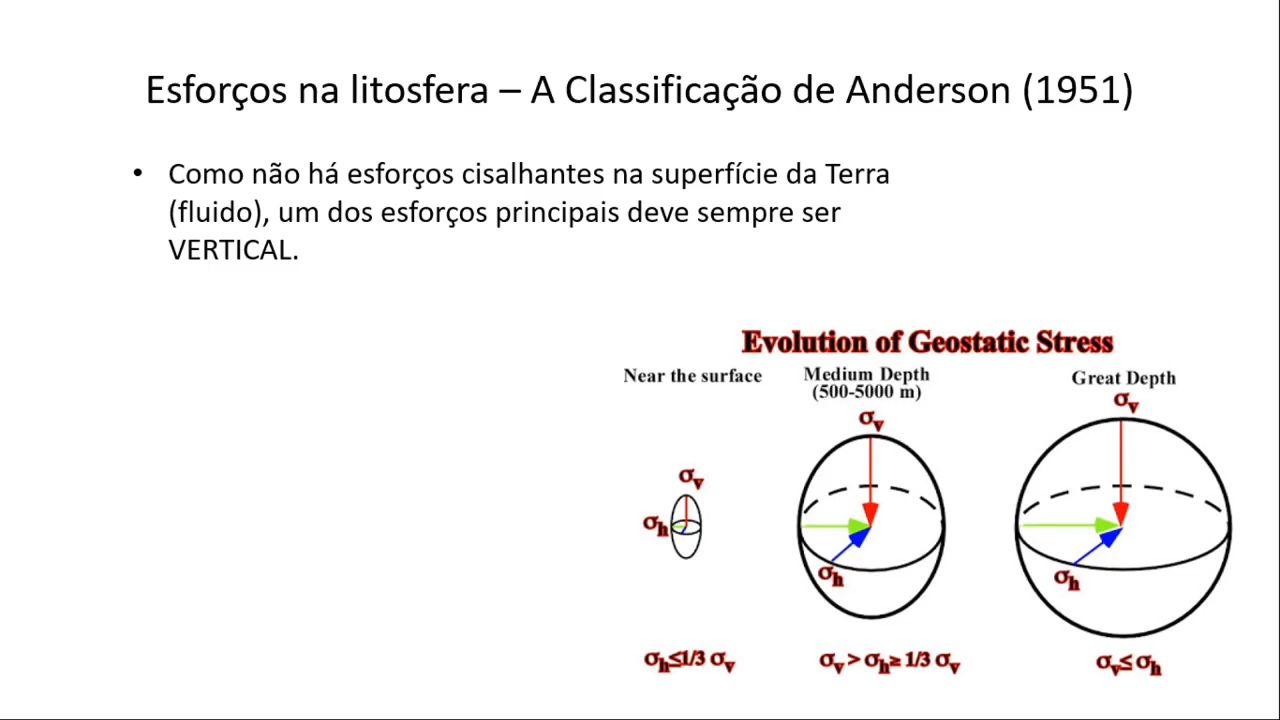 Esforços na litosfera – A Classificação de Anderson (1951)
• Como não há esforços cisalhantes na superfície da Terra
(fluido), um dos esforços principais deve sempre ser
VERTICAL.
Evolution of Geostatic Stress
Near the surface
Medium Depth
(500-5000 m)
Great Depth
σv
σh
σv
σh
σv
σh
σh≤1/3 σv
σv > σh≥ 1/3 σv
σv≤ σh